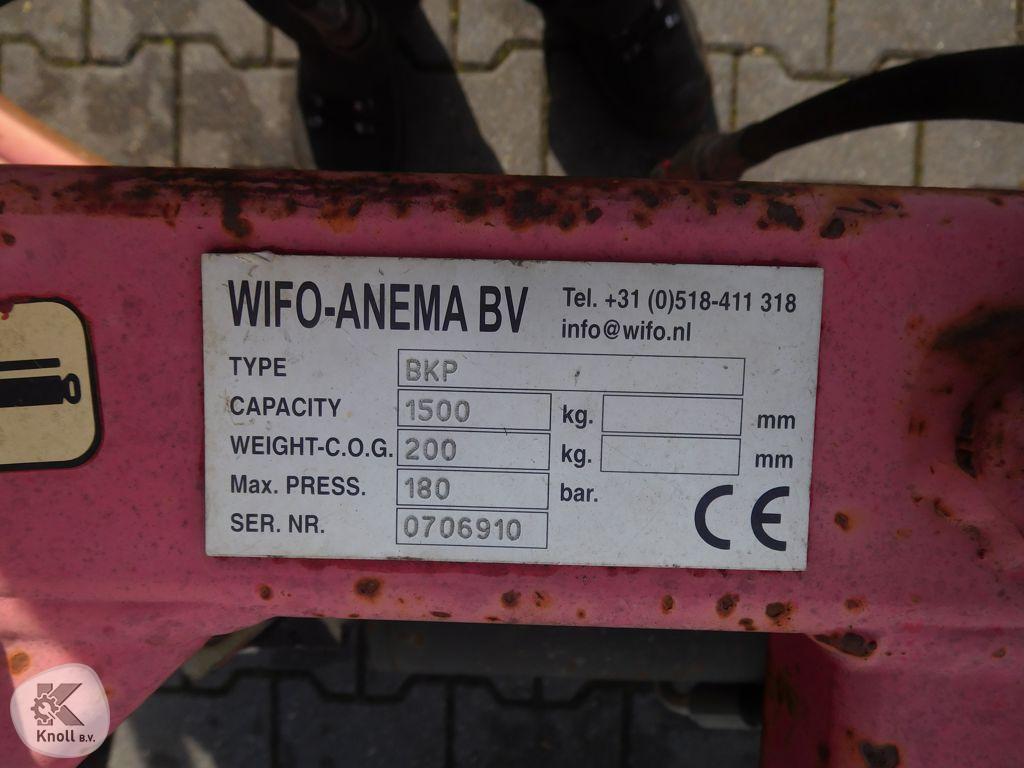 WIFO-ANEMA BV
Tel. +31 (0)518-411 318
info@wifo.nl
TYPE BKP
CAPACITY 1500 kg. mm
WEIGHT-C.O.G. 200 kg. mm
Max. PRESS. 180 bar.
SER. NR. 0706910
CE
K
Knoll B.V.